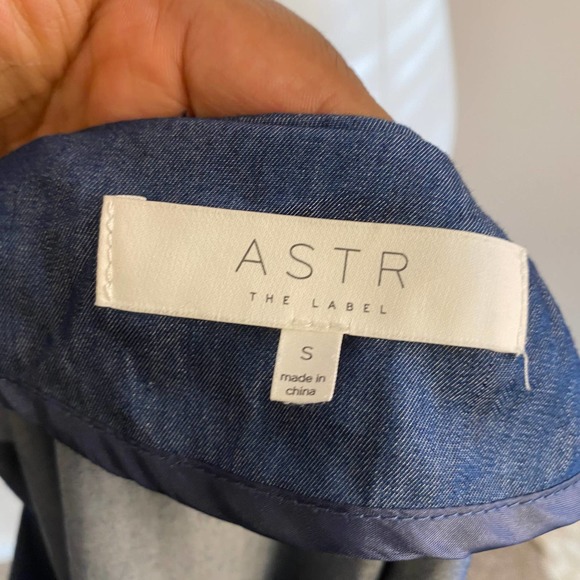 ASTR
THE LABEL
S
made in
china